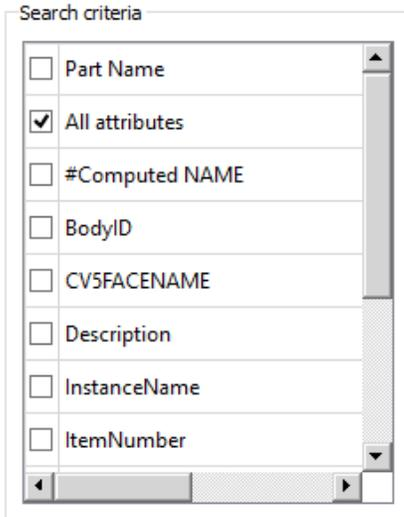 Search criteria
Part Name
All attributes
#Computed NAME
BodyID
CV5FACENAME
Description
InstanceName
ItemNumber